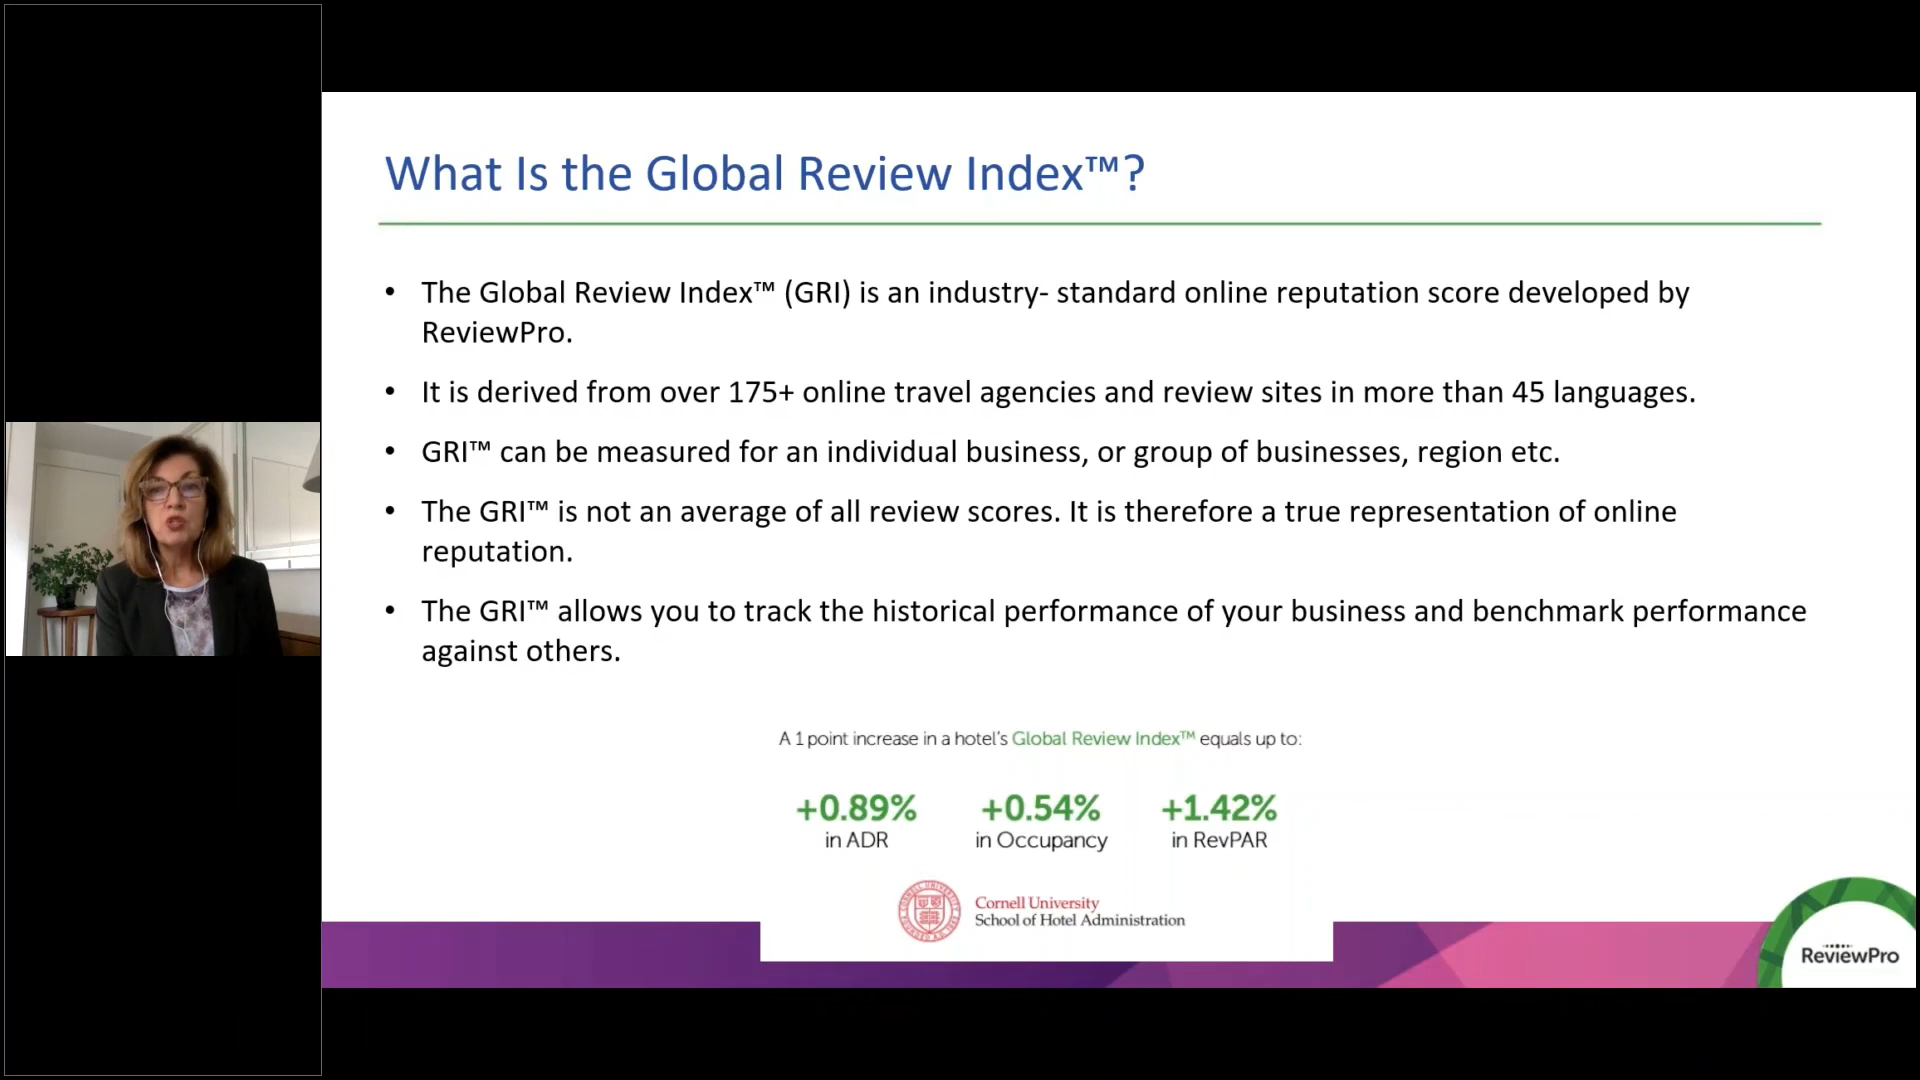 What Is the Global Review Index™?
• The Global Review Index™ (GRI) is an industry- standard online reputation score developed by
ReviewPro.
• It is derived from over 175+ online travel agencies and review sites in more than 45 languages.
• GRI™ can be measured for an individual business, or group of businesses, region etc.
• The GRI™ is not an average of all review scores. It is therefore a true representation of online
reputation.
• The GRI™ allows you to track the historical performance of your business and benchmark performance
against others.
A 1 point increase in a hotel's Global Review Index™ equals up to:
+0.89% +0.54% +1.42%
in ADR in Occupancy in RevPAR
Cornell University
School of Hotel Administration
ReviewPro